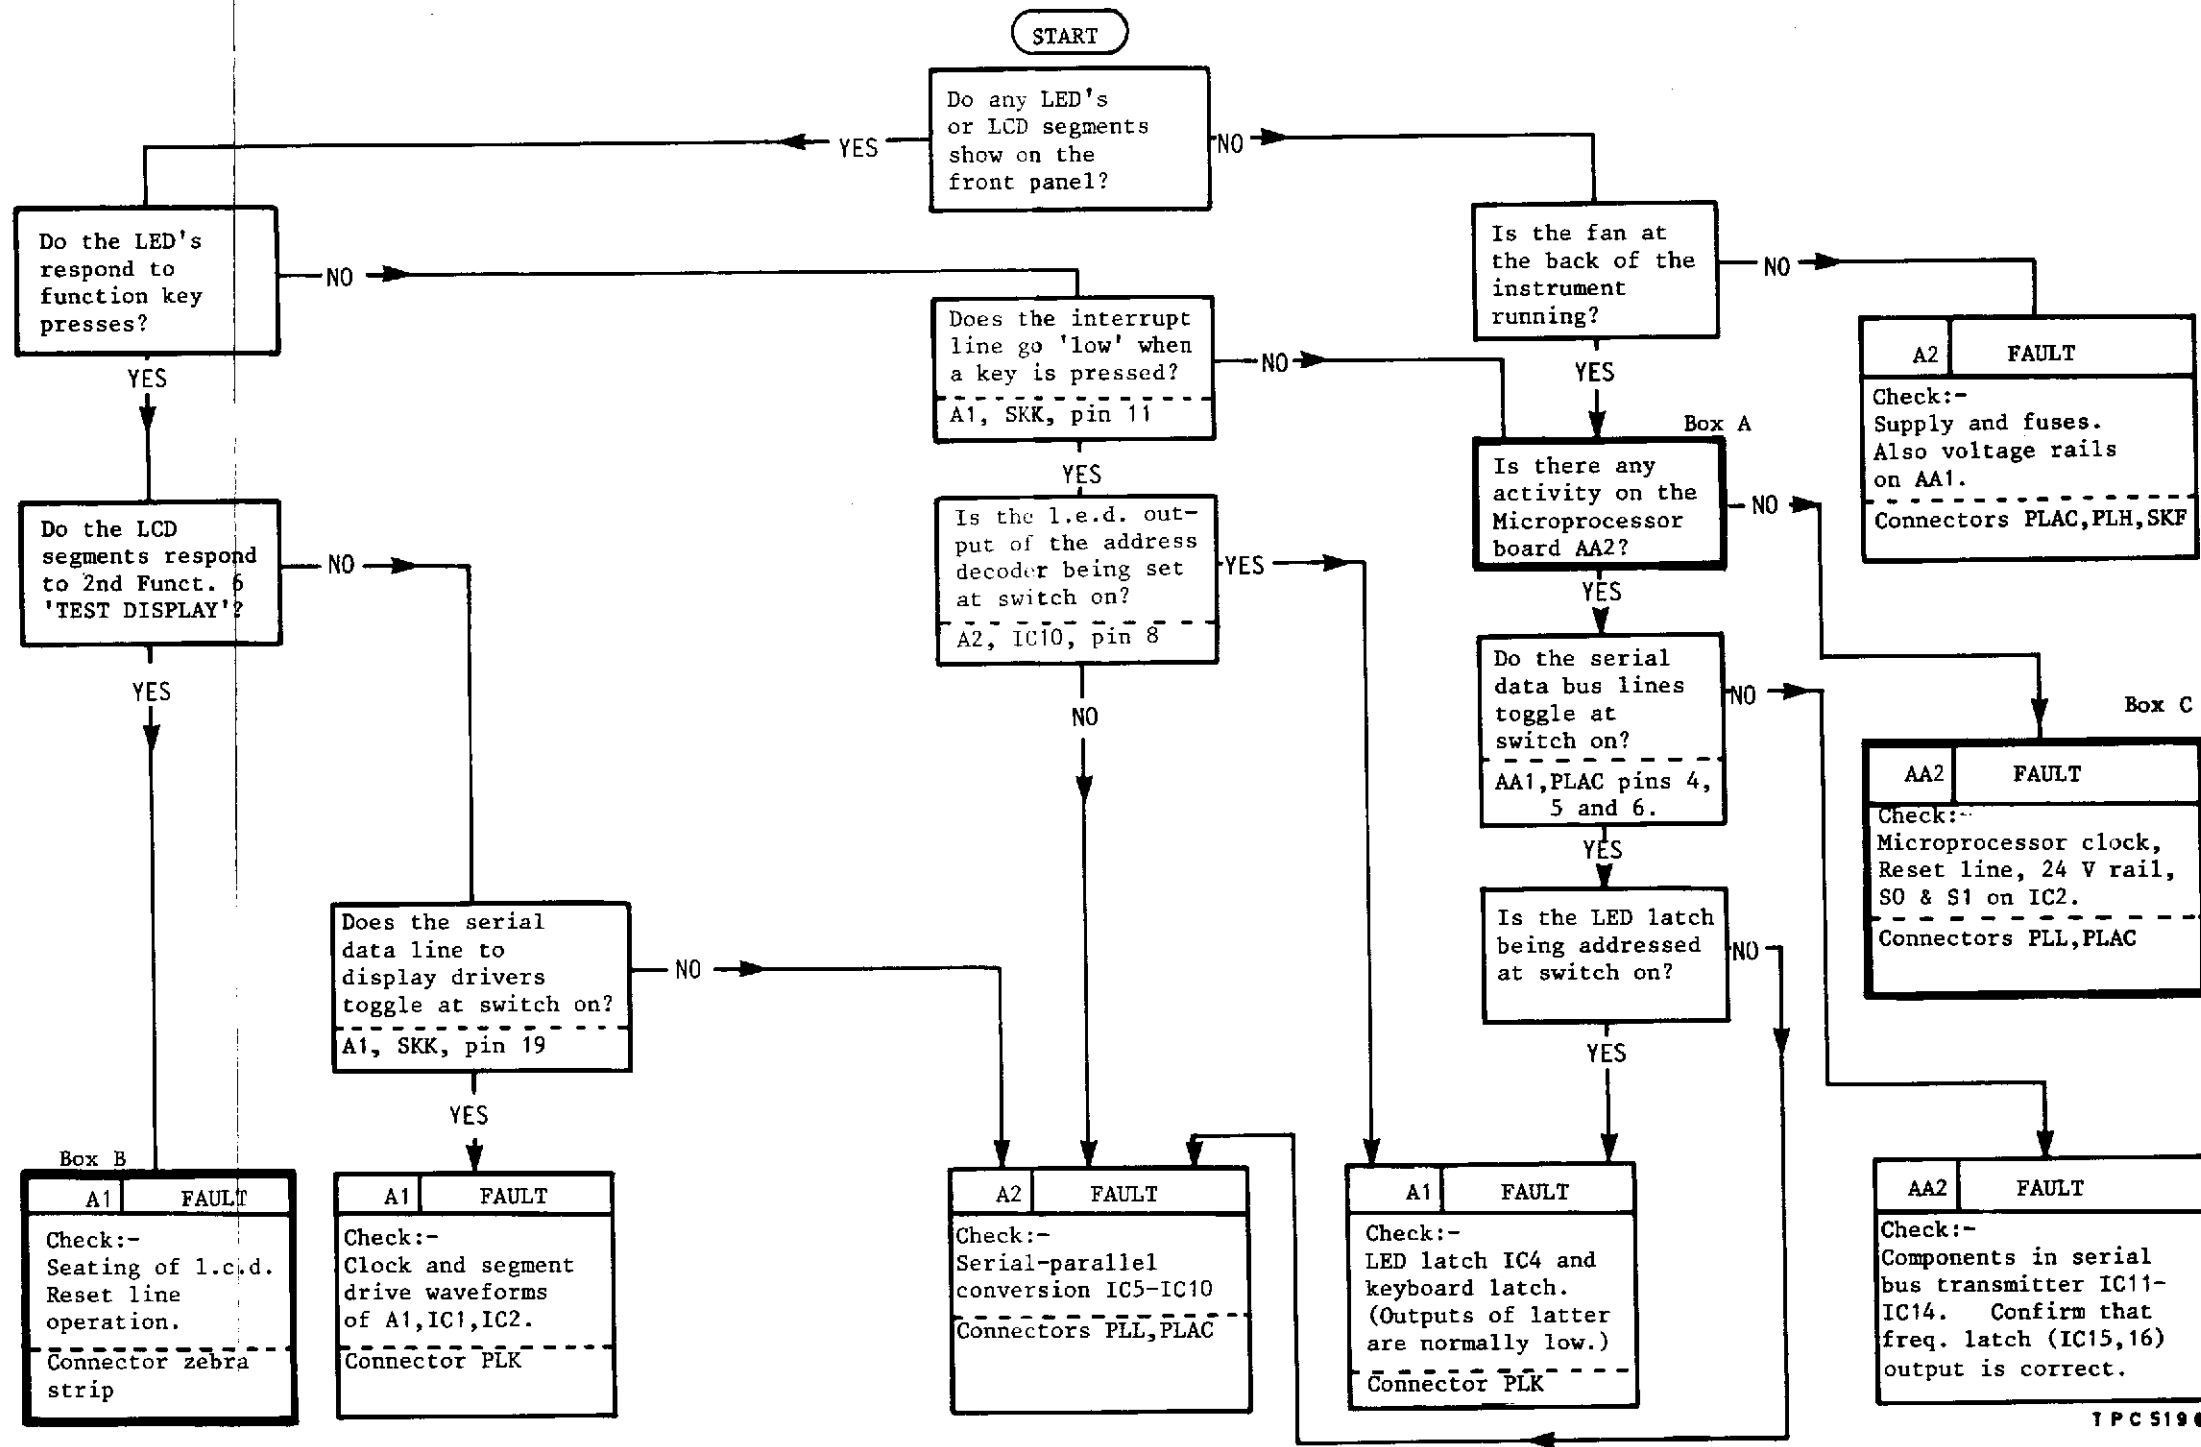 START
Do any LED's
or LCD segments
show on the
front panel?
YES
NO
Do the LED's
respond to
function key
presses?
NO
YES
Does the interrupt
line go 'low' when
a key is pressed?
A1, SKK, pin 11
NO
YES
Is the fan at
the back of the
instrument
running?
NO
YES
A2 FAULT
Check:-
Supply and fuses.
Also voltage rails
on AA1.
Connectors PLAC,PLH,SKF
Box A
Is there any
activity on the
Microprocessor
board AA2?
NO
YES
Do the LCD
segments respond
to 2nd Funct. 6
'TEST DISPLAY'?
NO
YES
Is the l.e.d. out-
put of the address
decoder being set
at switch on?
A2, IC10, pin 8
YES
NO
Do the serial
data bus lines
toggle at
switch on?
AA1,PLAC pins 4,
5 and 6.
NO
YES
Box C
AA2 FAULT
Check:-
Microprocessor clock,
Reset line, 24 V rail,
S0 & S1 on IC2.
Connectors PLL,PLAC
Does the serial
data line to
display drivers
toggle at switch on?
A1, SKK, pin 19
NO
YES
Is the LED latch
being addressed
at switch on?
NO
YES
Box B
A1 FAULT
Check:-
Seating of l.c.d.
Reset line
operation.
Connector zebra
strip
A1 FAULT
Check:-
Clock and segment
drive waveforms
of A1,IC1,IC2.
Connector PLK
A2 FAULT
Check:-
Serial-parallel
conversion IC5-IC10
Connectors PLL,PLAC
A1 FAULT
Check:-
LED latch IC4 and
keyboard latch.
(Outputs of latter
are normally low.)
Connector PLK
AA2 FAULT
Check:-
Components in serial
bus transmitter IC11-
IC14. Confirm that
freq. latch (IC15,16)
output is correct.